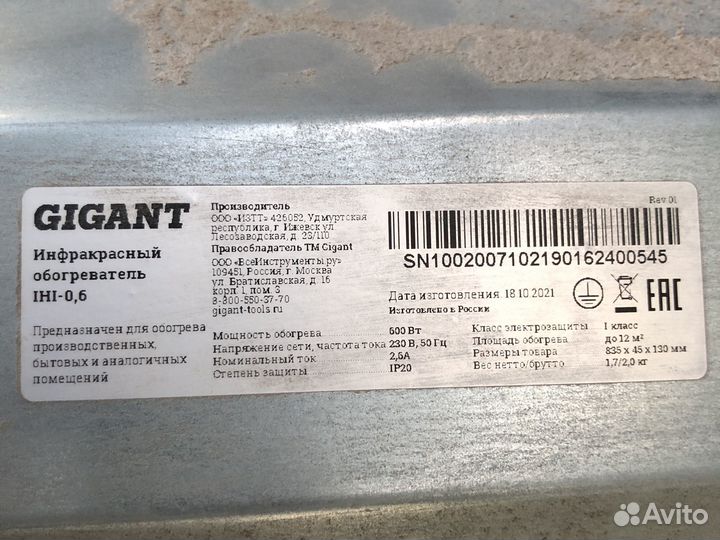 GIGANT
Инфракрасный
обогреватель
IHI-0,6
Предназначен для обогрева
производственных,
бытовых и аналогичных
помещений
Производитель
ООО «ИЗТТ» 426052, Удмуртская
республика, г. Ижевск ул.
Лесозаводская, д. 23/110
Правообладатель ТМ Gigant
ООО «ВсеИнструменты.ру»
109451, Россия, г. Москва
ул. Братиславская, д. 16
корп. 1, пом. 3
8-800-550-37-70
gigant-tools.ru
Rev 01
SN1002007102190162400545
Дата изготовления 18.10.2021
Изготовлено в России
EAC
Мощность обогрева 600 Вт
Напряжение сети, частота тока 230 В, 50 Гц
Номинальный ток 2,6А
Степень защиты IP20
Класс электрозащиты I класс
Площадь обогрева до 12 м²
Размеры товара 835 x 45 x 130 мм
Вес нетто/брутто 1,7/2,0 кг
Avito